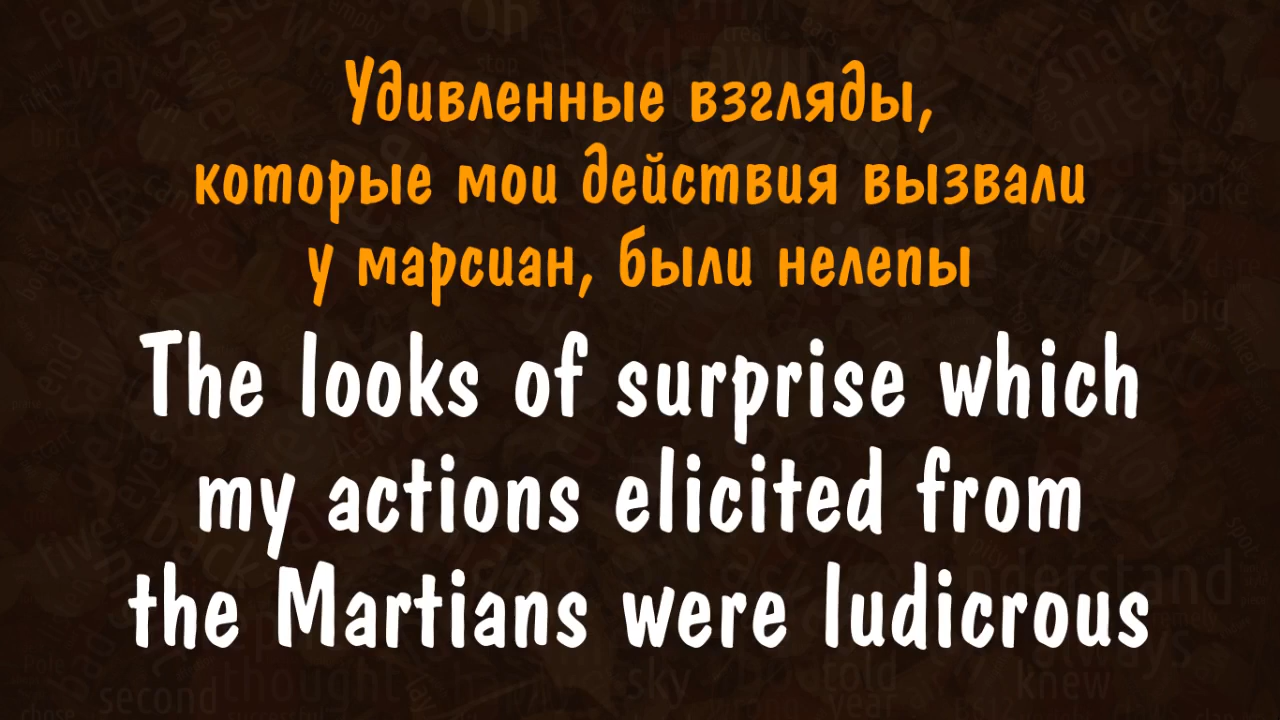 Удивленные взгляды,
которые мои действия вызвали
у марсиан, были нелепы
The looks of surprise which
my actions elicited from
the Martians were ludicrous